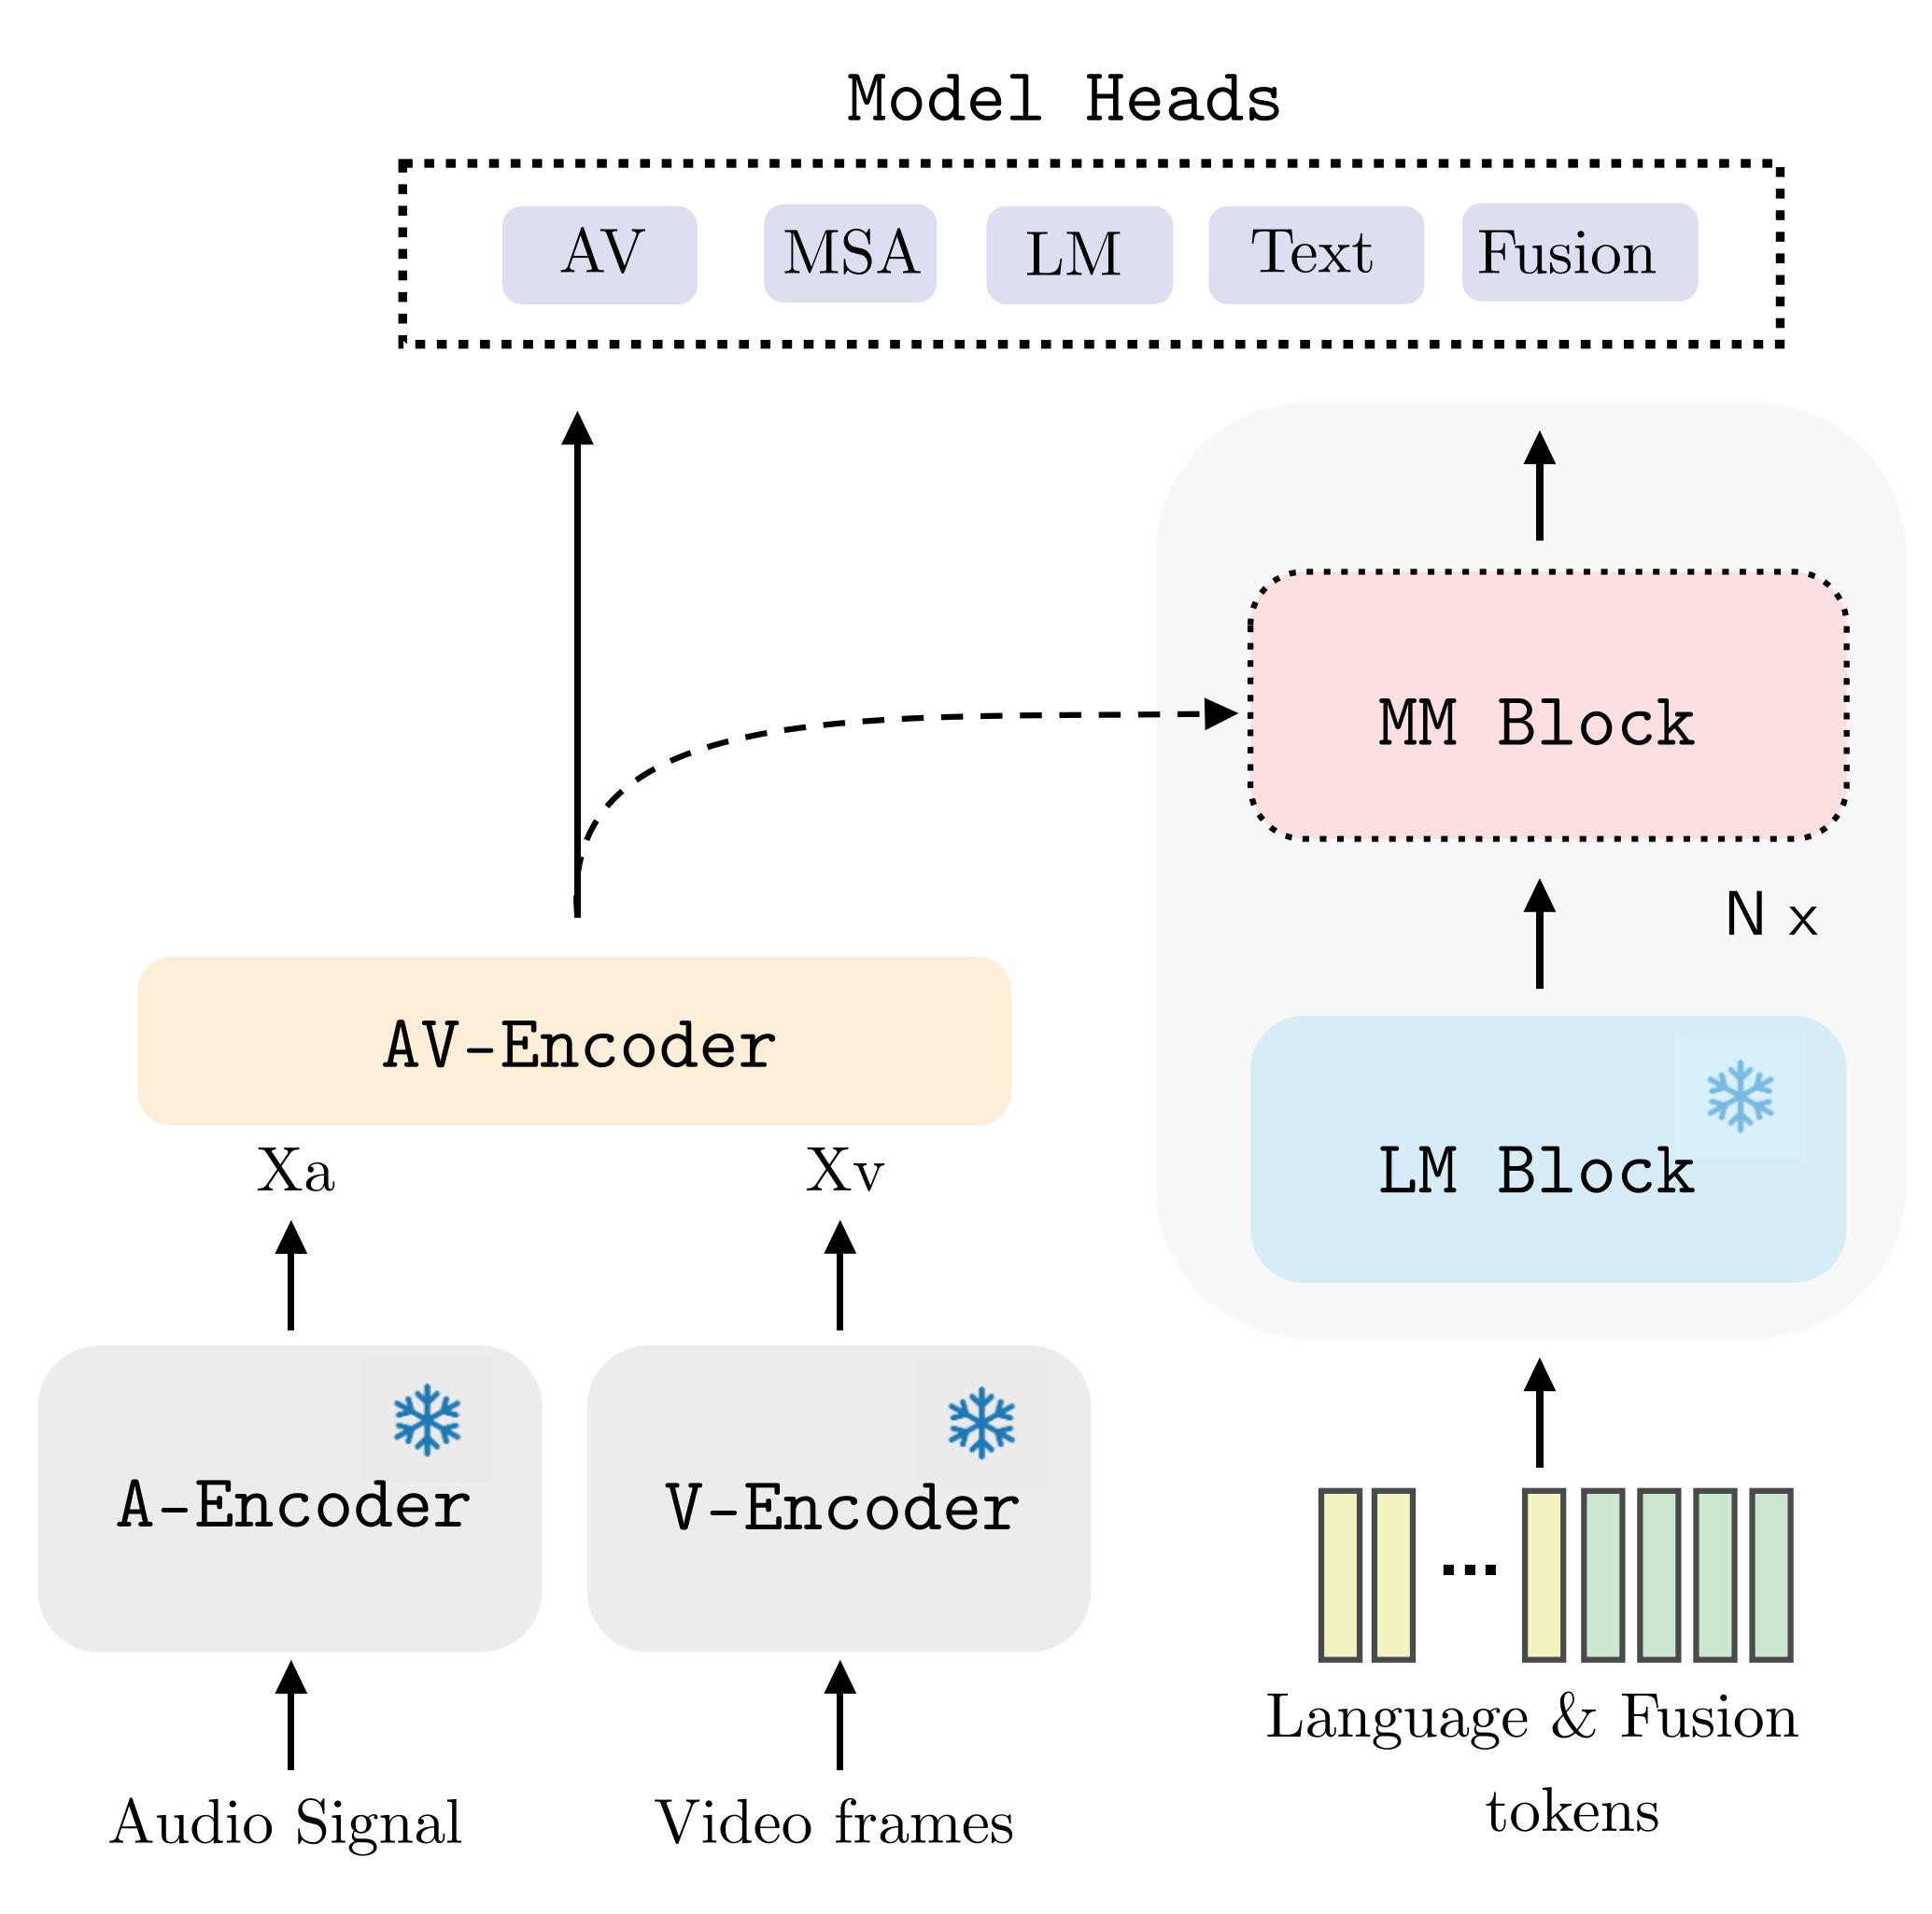 Model Heads
AV MSA LM Text Fusion
MM Block
N x
AV-Encoder
Xa Xv
LM Block
A-Encoder V-Encoder
...
Language & Fusion
tokens
Audio Signal Video frames